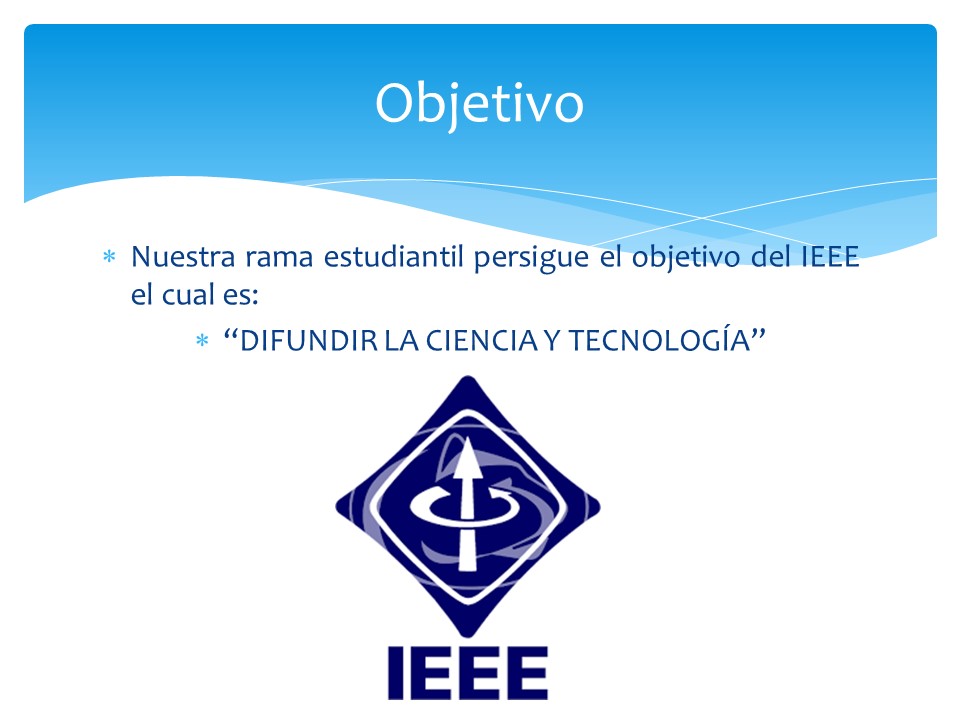 Objetivo
* Nuestra rama estudiantil persigue el objetivo del IEEE
el cual es:
* “DIFUNDIR LA CIENCIA Y TECNOLOGÍA”
IEEE